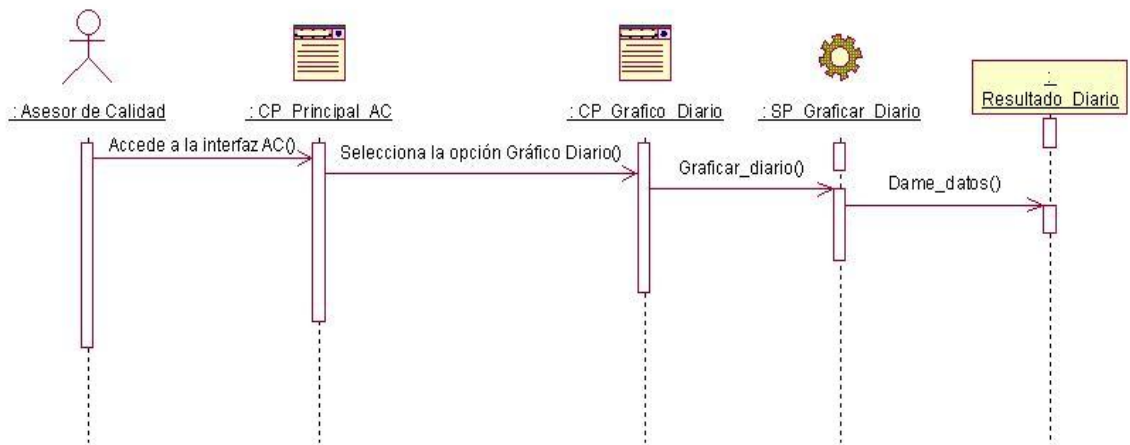 : Asesor de Calidad
: CP_Principal_AC
: CP_Grafico_Diario
: SP_Graficar_Diario
:
Resultado_Diario
Accede a la interfaz AC()
Selecciona la opción Gráfico Diario()
Graficar_diario()
Dame_datos()